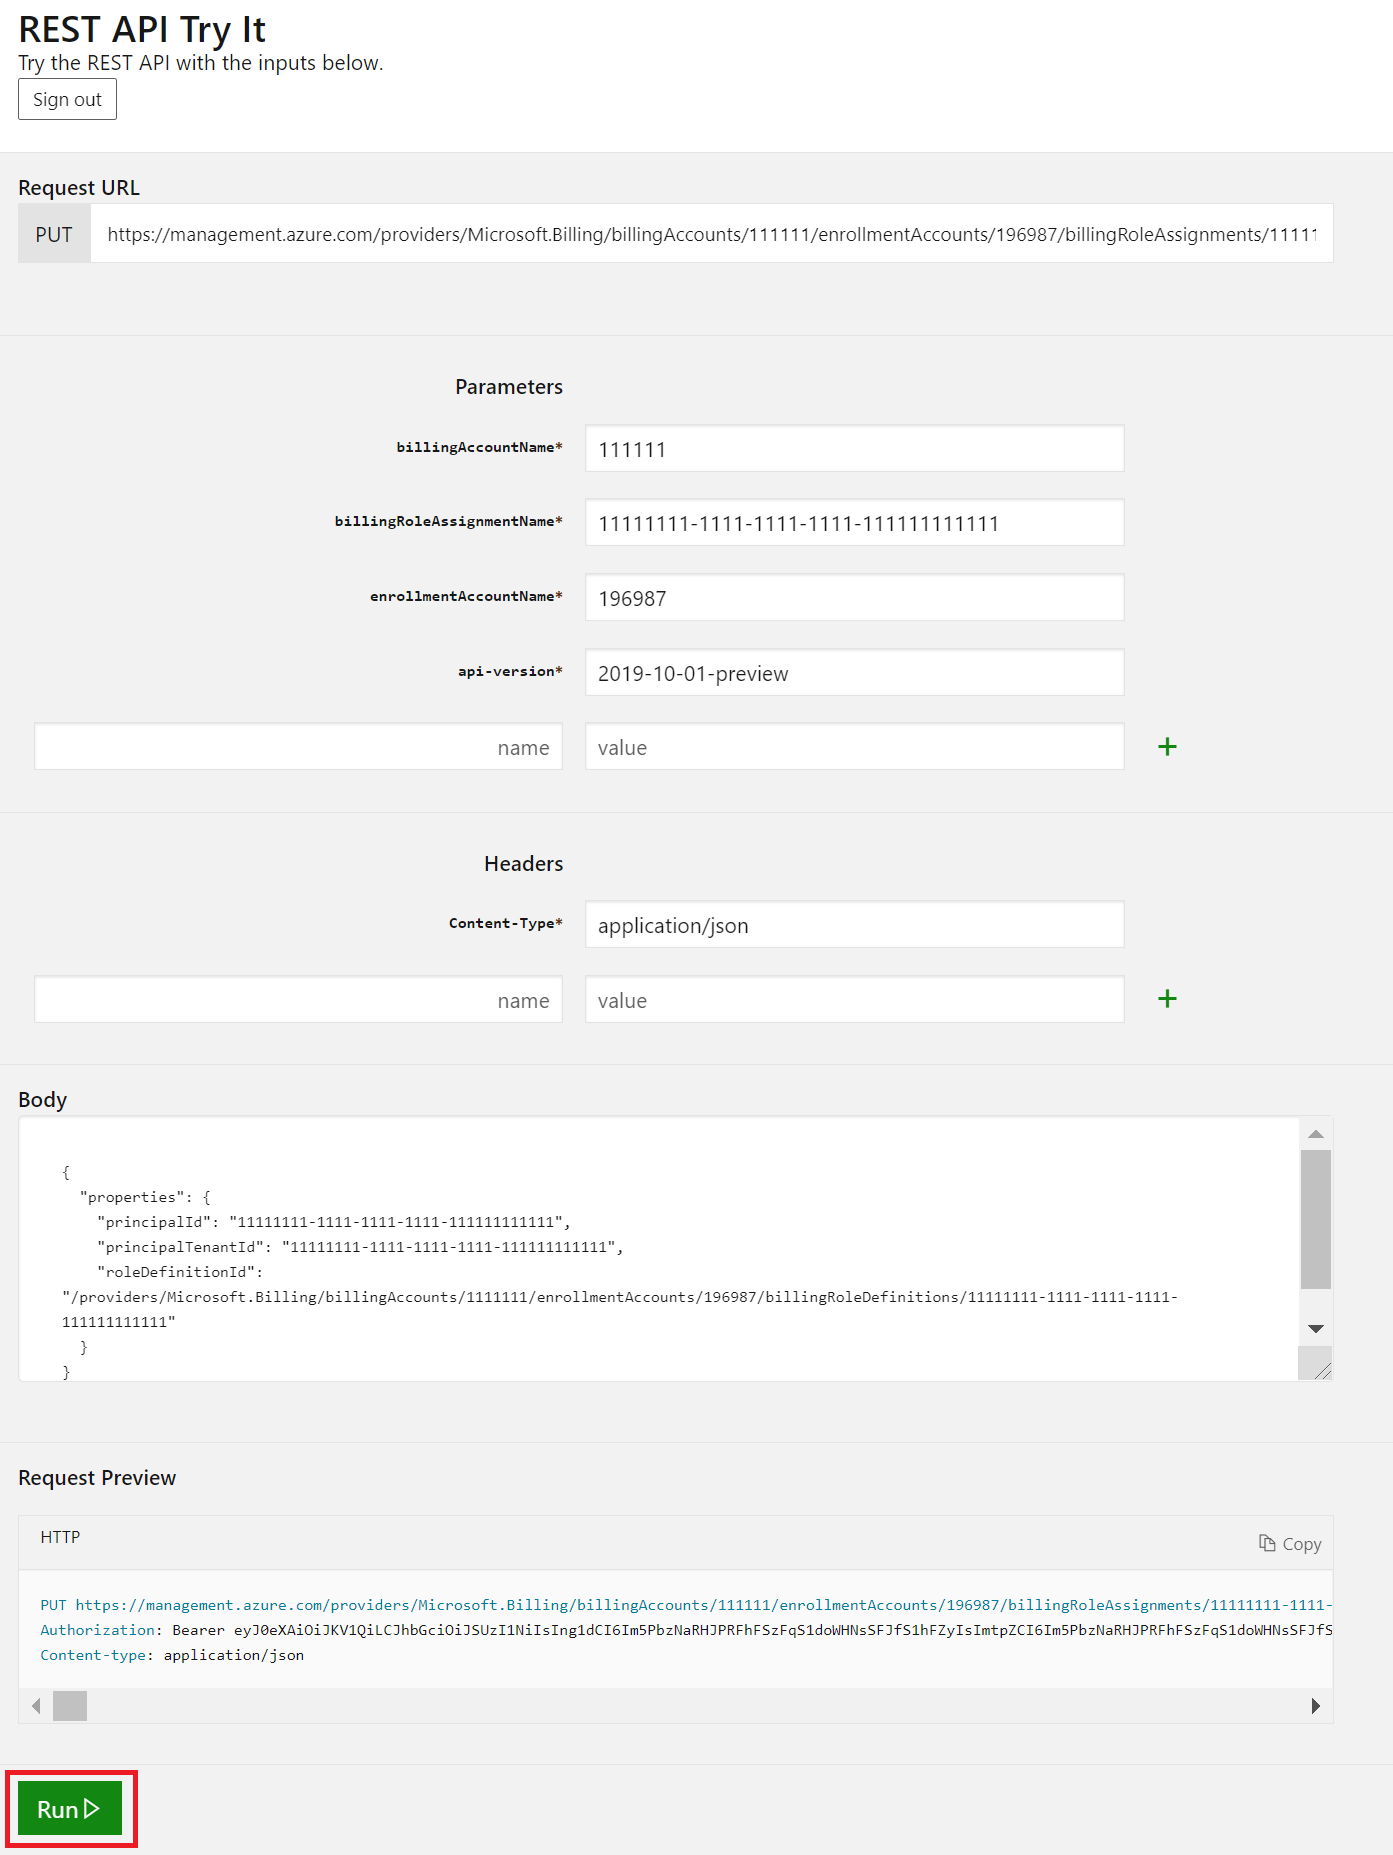 REST API Try It
Try the REST API with the inputs below.
Sign out
Request URL
PUT https://management.azure.com/providers/Microsoft.Billing/billingAccounts/111111/enrollmentAccounts/196987/billingRoleAssignments/11111
Parameters
billingAccountName* 111111
billingRoleAssignmentName* 11111111-1111-1111-1111-111111111111
enrollmentAccountName* 196987
api-version* 2019-10-01-preview
name value +
Headers
Content-Type* application/json
name value +
Body
{
"properties": {
"principalId": "11111111-1111-1111-1111-111111111111",
"principalTenantId": "11111111-1111-1111-1111-111111111111",
"roleDefinitionId":
"/providers/Microsoft.Billing/billingAccounts/1111111/enrollmentAccounts/196987/billingRoleDefinitions/11111111-1111-1111-1111-
111111111111"
}
}
Request Preview
HTTP
Copy
PUT https://management.azure.com/providers/Microsoft.Billing/billingAccounts/111111/enrollmentAccounts/196987/billingRoleAssignments/11111111-1111-
Authorization: Bearer eyJ0eXAiOiJKV1QiLCJhbGciOiJSUzI1NiIsIng1dCI6Im5PbzNaRHJPRFhFSzFqS1doWHNsSFJfS1hFZyIsImtpZCI6Im5PbzNaRHJPRFhFSzFqS1doWHNsSFJfS
Content-type: application/json
Run